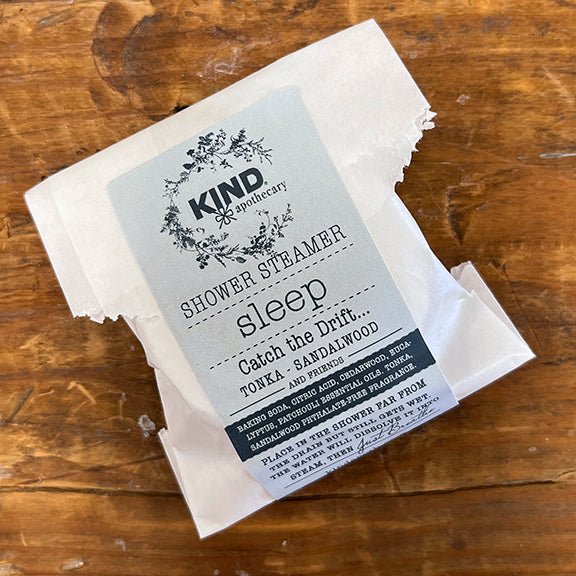 KIND®
apothecary
SHOWER STEAMER
sleep
Catch the Drift...
TONKA - SANDALWOOD
AND FRIENDS
BAKING SODA, CITRIC ACID, CEDARWOOD, EUCA-
LYPTUS, PATCHOULI ESSENTIAL OILS. TONKA,
SANDALWOOD PHTHALATE-FREE FRAGRANCE.
PLACE IN THE SHOWER FAR FROM
THE DRAIN BUT STILL GETS WET.
THE WATER WILL DISSOLVE IT INTO
STEAM, THEN Just Breathe